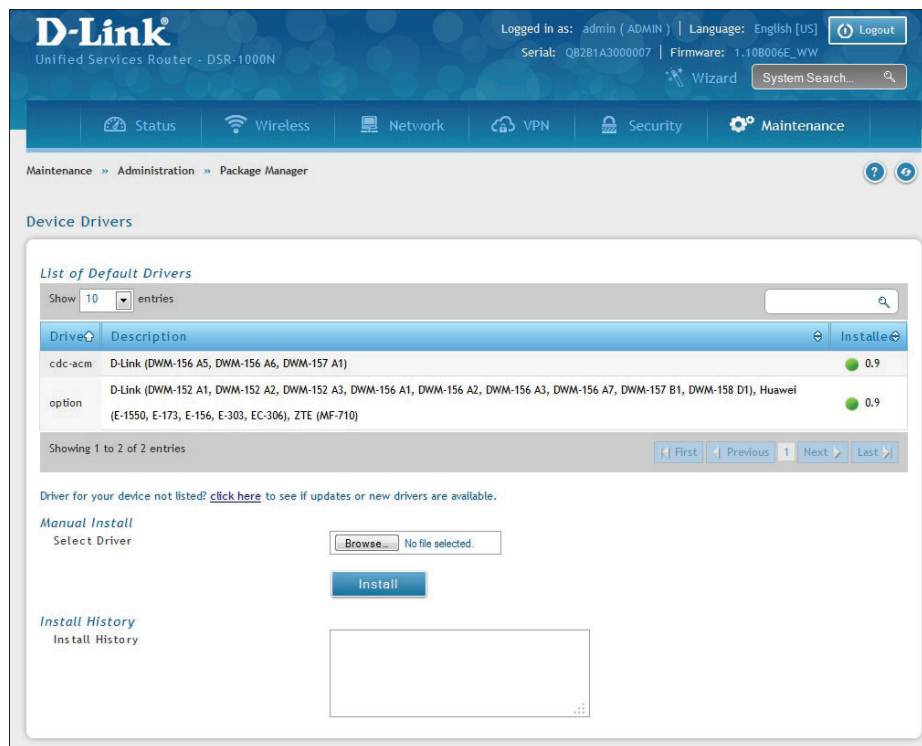 D-Link®
Unified Services Router - DSR-1000N
Logged in as: admin ( ADMIN ) | Language: English [US]
Logout
Serial: QB2B1A3000007 | Firmware: 1.10B006E_WW
Wizard
System Search...
Status
Wireless
Network
VPN
Security
Maintenance
Maintenance » Administration » Package Manager
?
Device Drivers
List of Default Drivers
Show 10 entries
Drive Description Installe
cdc-acm D-Link (DWM-156 A5, DWM-156 A6, DWM-157 A1) 0.9
D-Link (DWM-152 A1, DWM-152 A2, DWM-152 A3, DWM-156 A1, DWM-156 A2, DWM-156 A3, DWM-156 A7, DWM-157 B1, DWM-158 D1), Huawei
option 0.9
(E-1550, E-173, E-156, E-303, EC-306), ZTE (MF-710)
Showing 1 to 2 of 2 entries
First Previous 1 Next Last
Driver for your device not listed? click here to see if updates or new drivers are available.
Manual Install
Select Driver
Browse... No file selected.
Install
Install History
Install History